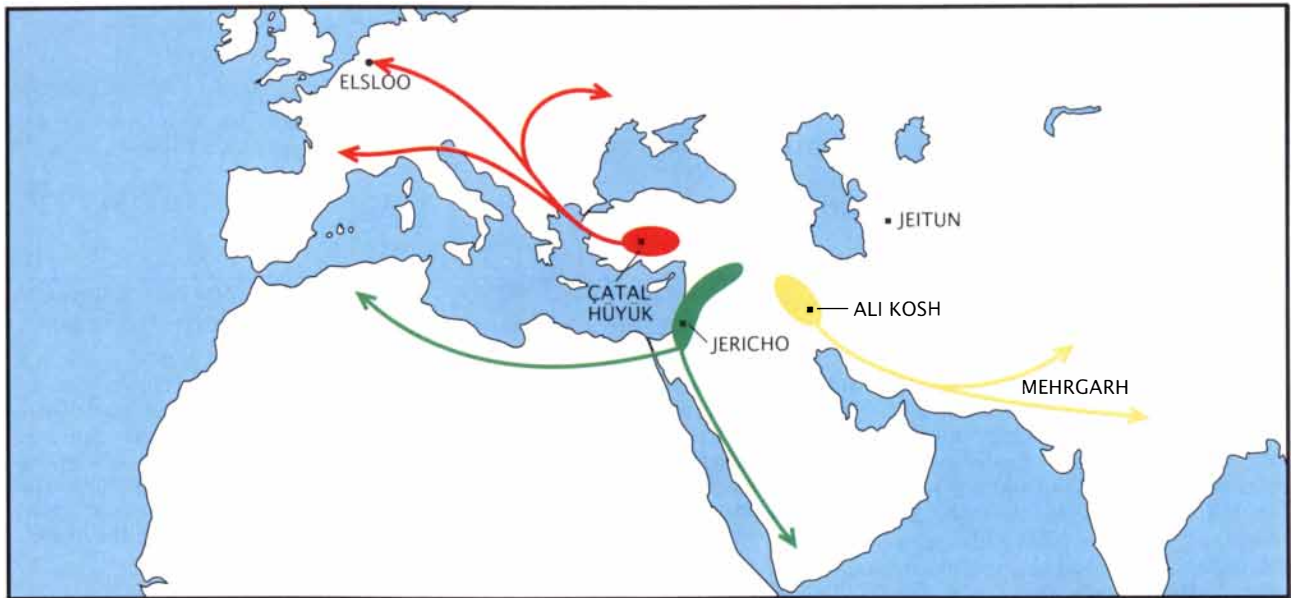 ELSLOO
JEITUN
ÇATAL
HÜYÜK
ALI KOSH
JERICHO
MEHRGARH